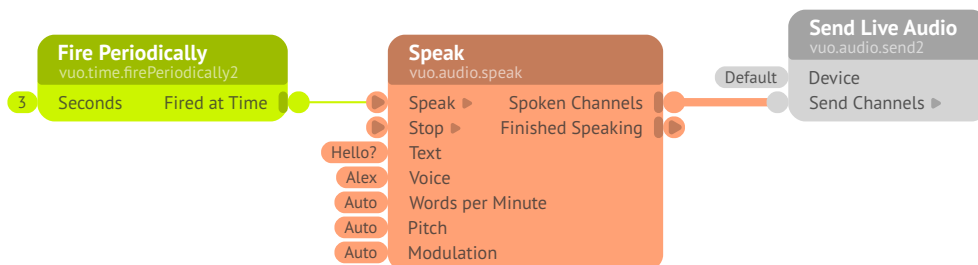 Fire Periodically
vuo.time.firePeriodically2
3 Seconds Fired at Time
Speak
vuo.audio.speak
Speak Spoken Channels
Stop Finished Speaking
Hello? Text
Alex Voice
Auto Words per Minute
Auto Pitch
Auto Modulation
Send Live Audio
vuo.audio.send2
Default Device
Send Channels